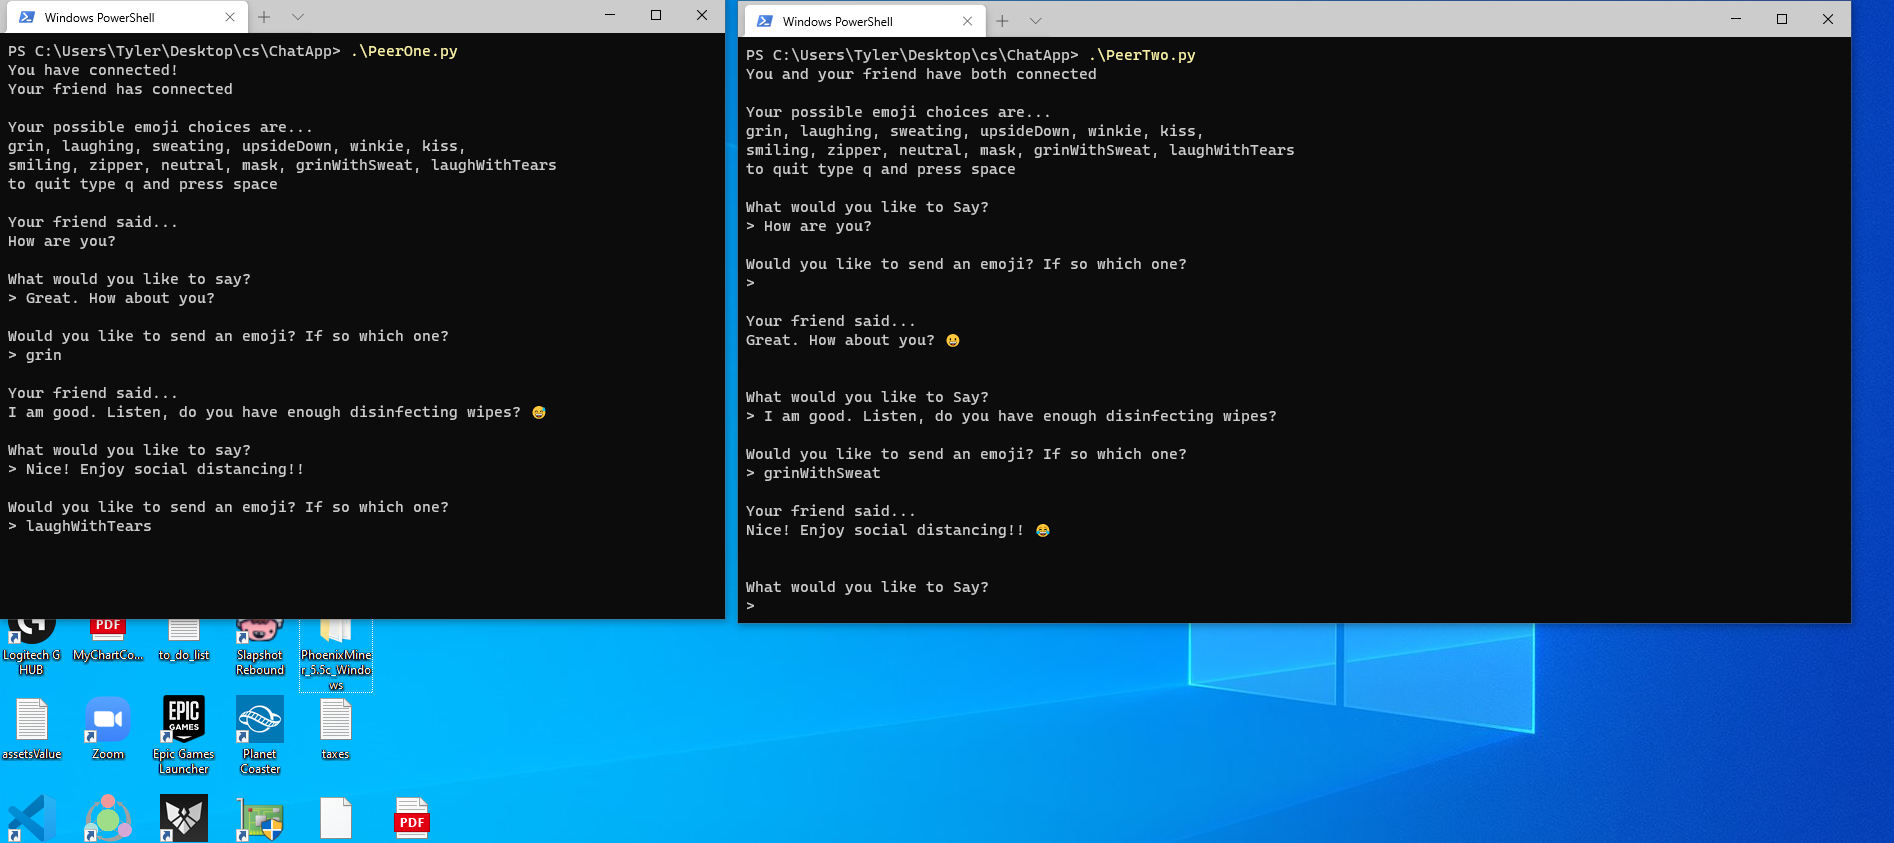 Windows PowerShell
PS C:\Users\Tyler\Desktop\cs\ChatApp> .\PeerOne.py
You have connected!
Your friend has connected
Your possible emoji choices are...
grin, laughing, sweating, upsideDown, winkie, kiss,
smiling, zipper, neutral, mask, grinWithSweat, laughWithTears
to quit type q and press space
Your friend said...
How are you?
What would you like to say?
> Great. How about you?
Would you like to send an emoji? If so which one?
> grin
Your friend said...
I am good. Listen, do you have enough disinfecting wipes? 😅
What would you like to say?
> Nice! Enjoy social distancing!!
Would you like to send an emoji? If so which one?
> laughWithTears
Windows PowerShell
PS C:\Users\Tyler\Desktop\cs\ChatApp> .\PeerTwo.py
You and your friend have both connected
Your possible emoji choices are...
grin, laughing, sweating, upsideDown, winkie, kiss,
smiling, zipper, neutral, mask, grinWithSweat, laughWithTears
to quit type q and press space
What would you like to Say?
> How are you?
Would you like to send an emoji? If so which one?
>
Your friend said...
Great. How about you? 😀
What would you like to Say?
> I am good. Listen, do you have enough disinfecting wipes?
Would you like to send an emoji? If so which one?
> grinWithSweat
Your friend said...
Nice! Enjoy social distancing!! 😂
What would you like to Say?
>
PDF
Logitech G
HUB
MyChartCo...
to_do_list
Slapshot
Rebound
PhoenixMine
r_5.5c_Windo
ws
assetsValue
Zoom
EPIC
GAMES
Epic Games
Launcher
Planet
Coaster
taxes
PDF